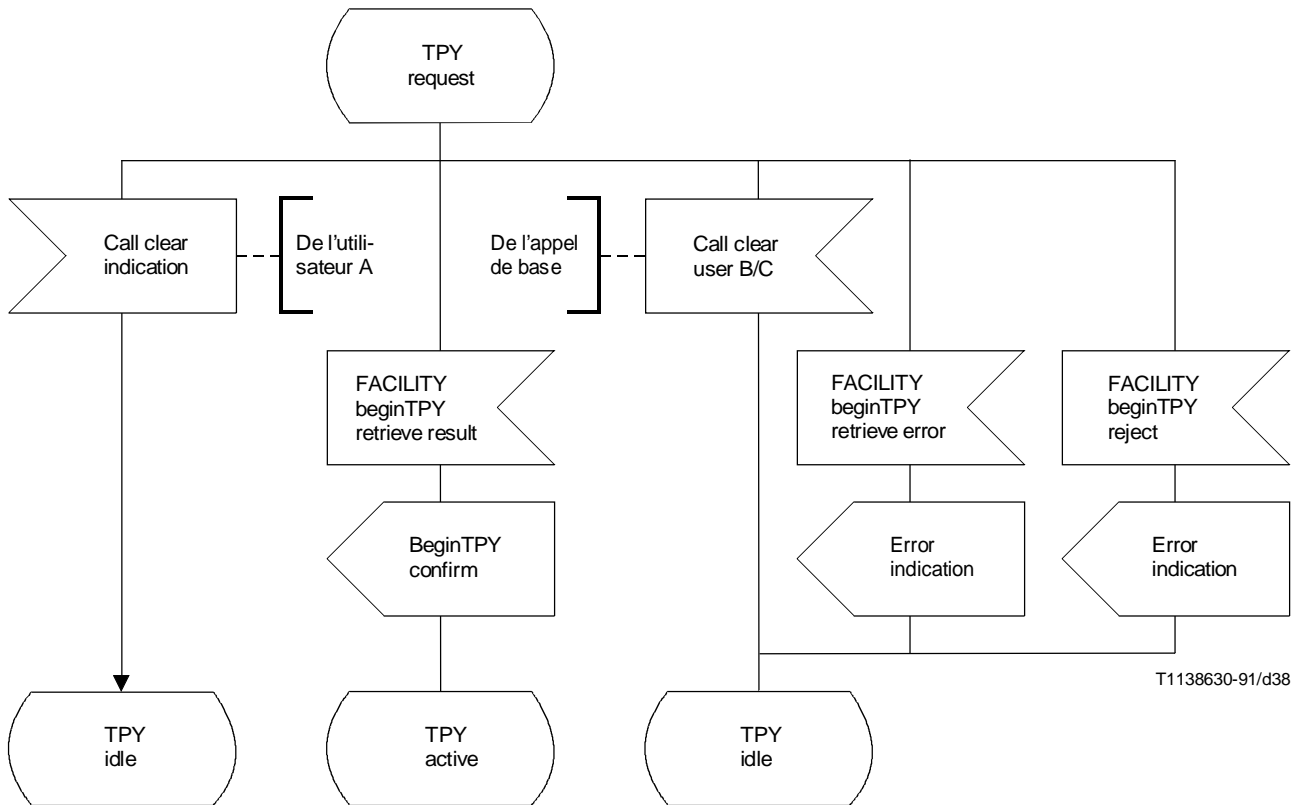 TPY
request
Call clear
indication
De l'utili-
sateur A
De l'appel
de base
Call clear
user B/C
FACILITY
beginTPY
retrieve result
FACILITY
beginTPY
retrieve error
FACILITY
beginTPY
reject
BeginTPY
confirm
Error
indication
Error
indication
T1138630-91/d38
TPY
idle
TPY
active
TPY
idle